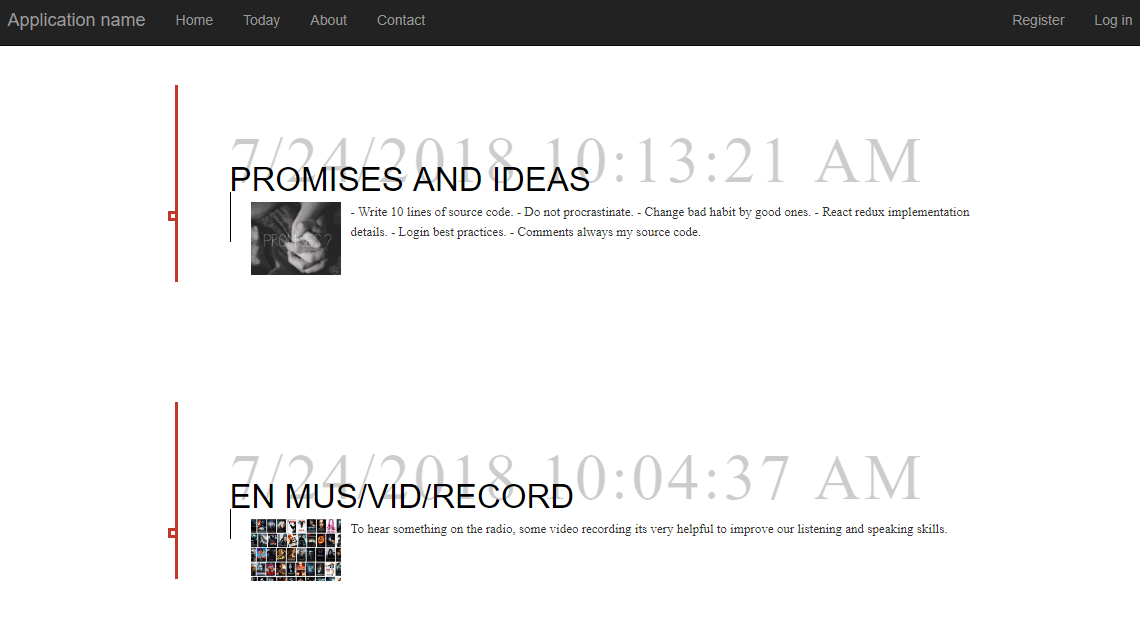 Application name Home Today About Contact Register Log in
7/24/2018 10:13:21 AM
PROMISES AND IDEAS
- Write 10 lines of source code. - Do not procrastinate. - Change bad habit by good ones. - React redux implementation
details. - Login best practices. - Comments always my source code.
7/24/2018 10:04:37 AM
EN MUS/VID/RECORD
To hear something on the radio, some video recording its very helpful to improve our listening and speaking skills.